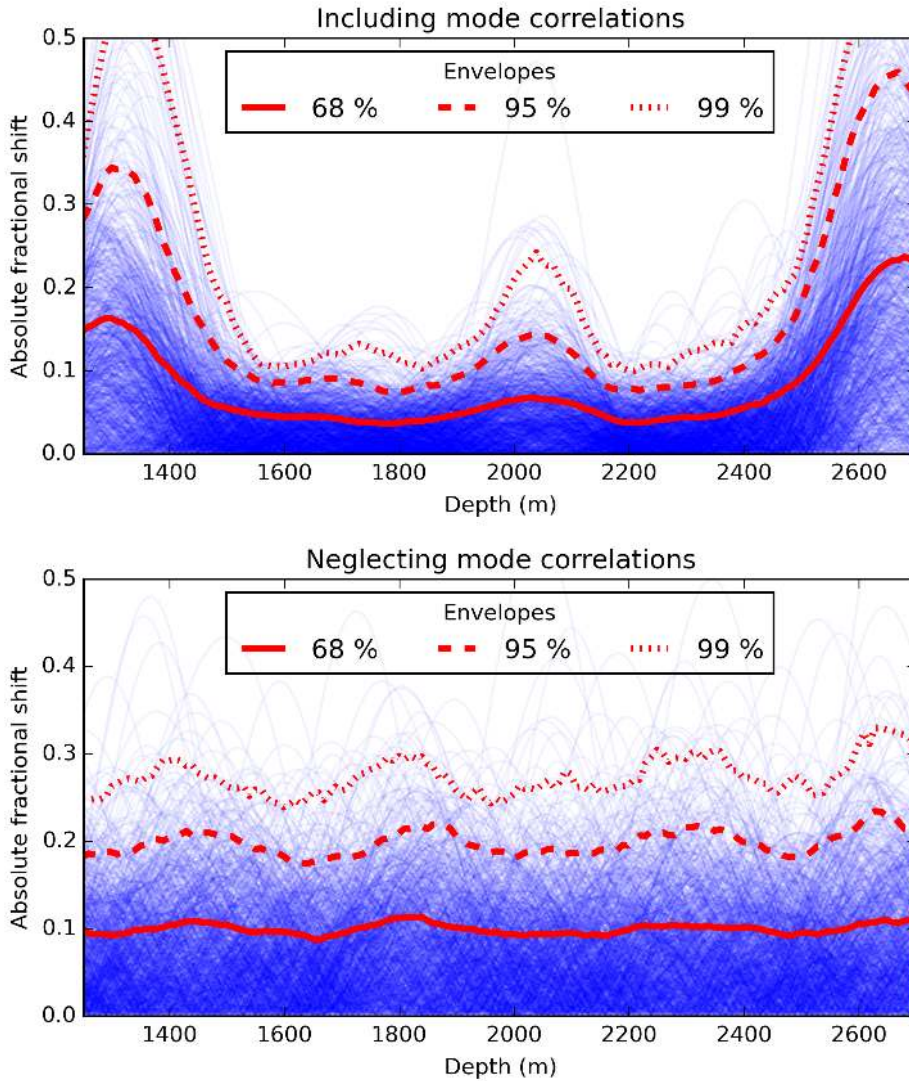 Including mode correlations
Envelopes
68 % 95 % 99 %
0.5
0.4
0.3
0.2
0.1
0.0
Absolute fractional shift
1400 1600 1800 2000 2200 2400 2600
Depth (m)
Neglecting mode correlations
Envelopes
68 % 95 % 99 %
0.5
0.4
0.3
0.2
0.1
0.0
Absolute fractional shift
1400 1600 1800 2000 2200 2400 2600
Depth (m)